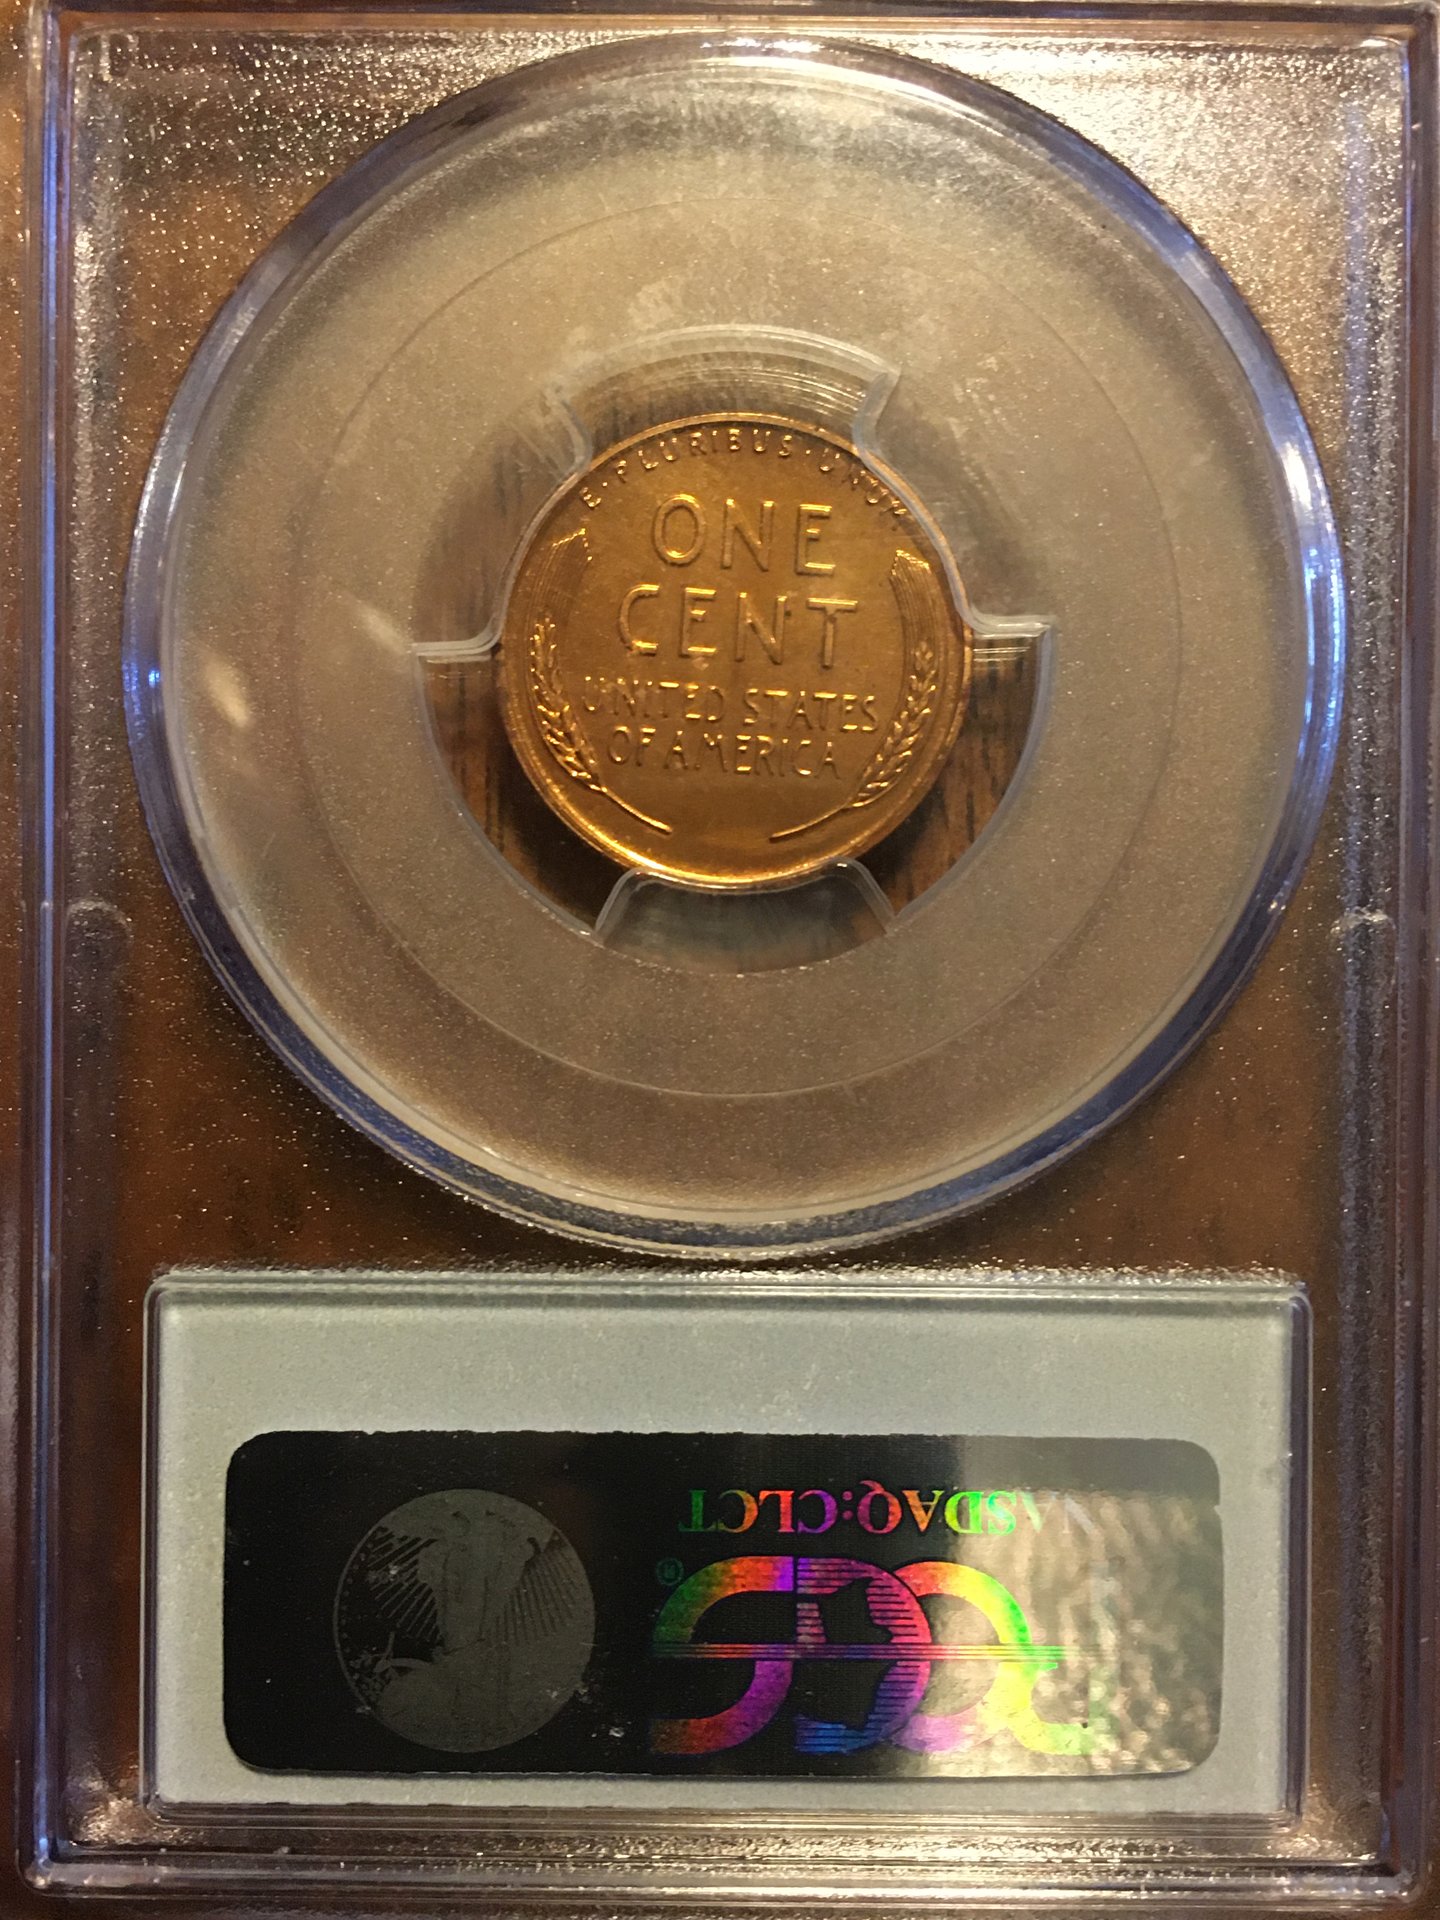 E·PLURIBUS·UNUM
ONE
CENT
UNITED STATES
OF AMERICA
NASDAQ:CLCT
PCGS®